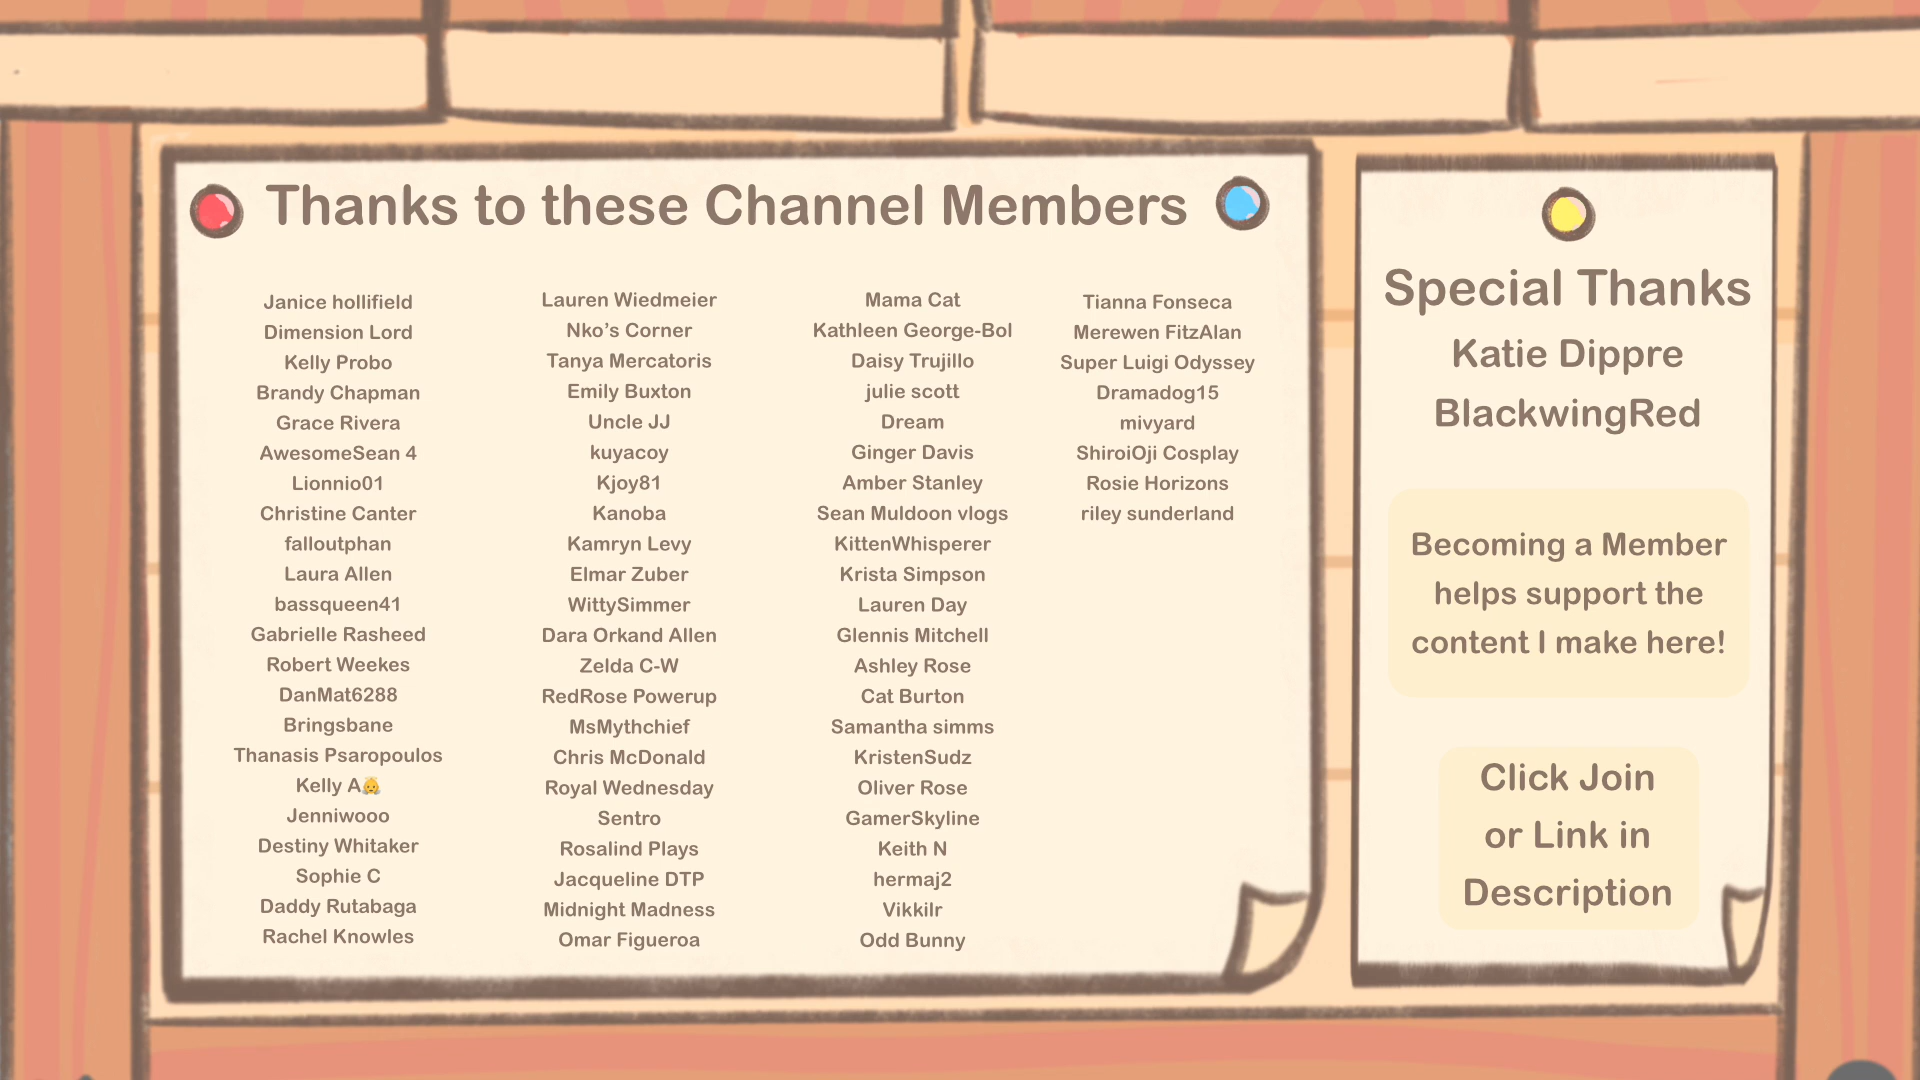 Thanks to these Channel Members
Janice hollifield
Dimension Lord
Kelly Probo
Brandy Chapman
Grace Rivera
AwesomeSean 4
Lionnio01
Christine Canter
falloutphan
Laura Allen
bassqueen41
Gabrielle Rasheed
Robert Weekes
DanMat6288
Bringsbane
Thanasis Psaropoulos
Kelly A👸
Jenniwooo
Destiny Whitaker
Sophie C
Daddy Rutabaga
Rachel Knowles
Lauren Wiedmeier
Nko’s Corner
Tanya Mercatoris
Emily Buxton
Uncle JJ
kuyacoy
Kjoy81
Kanoba
Kamryn Levy
Elmar Zuber
WittySimmer
Dara Orkand Allen
Zelda C-W
RedRose Powerup
MsMythchief
Chris McDonald
Royal Wednesday
Sentro
Rosalind Plays
Jacqueline DTP
Midnight Madness
Omar Figueroa
Mama Cat
Kathleen George-Bol
Daisy Trujillo
julie scott
Dream
Ginger Davis
Amber Stanley
Sean Muldoon vlogs
KittenWhisperer
Krista Simpson
Lauren Day
Glennis Mitchell
Ashley Rose
Cat Burton
Samantha simms
KristenSudz
Oliver Rose
GamerSkyline
Keith N
hermaj2
Vikkilr
Odd Bunny
Tianna Fonseca
Merewen FitzAlan
Super Luigi Odyssey
Dramadog15
mivyard
ShiroiOji Cosplay
Rosie Horizons
riley sunderland
Special Thanks
Katie Dippre
BlackwingRed
Becoming a Member
helps support the
content I make here!
Click Join
or Link in
Description